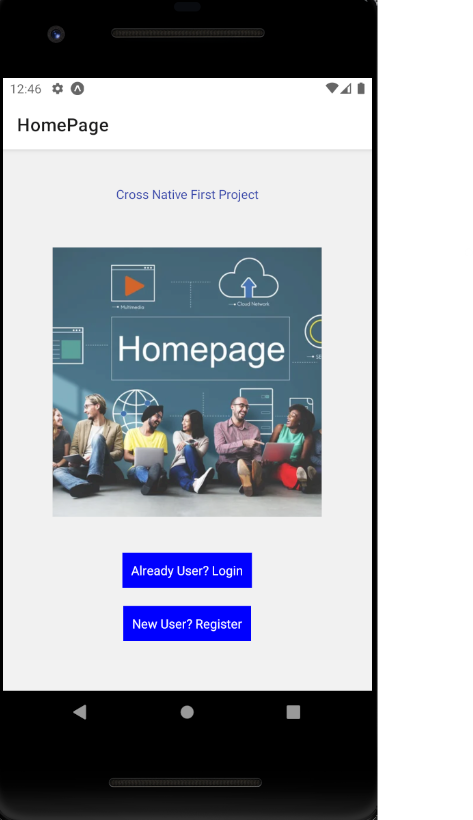 12:46
HomePage
Cross Native First Project
Multimedia
Cloud Network
Homepage
Already User? Login
New User? Register